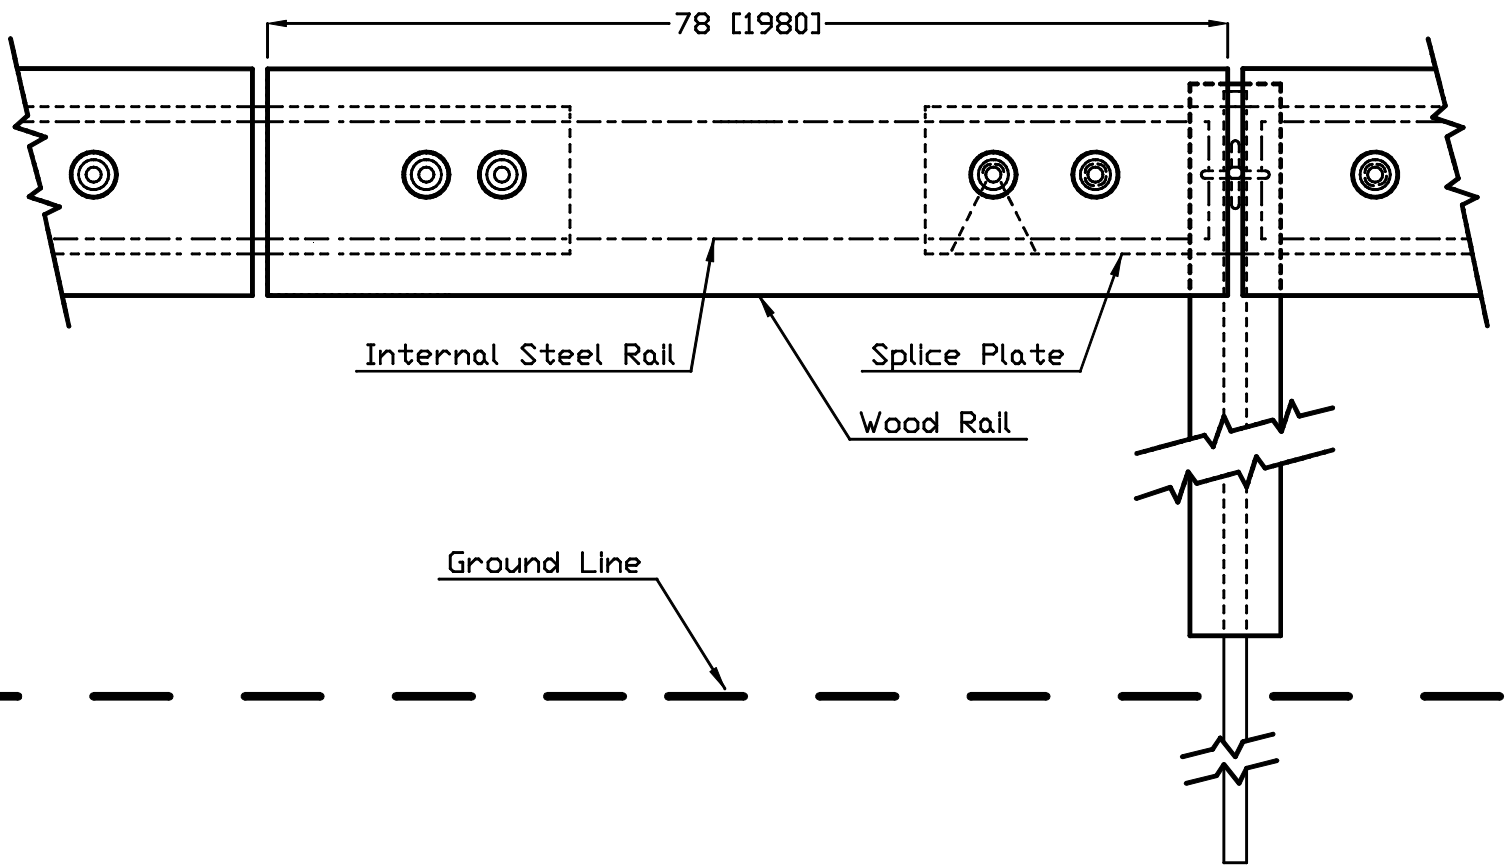 78 [1980]
Internal Steel Rail
Splice Plate
Wood Rail
Ground Line